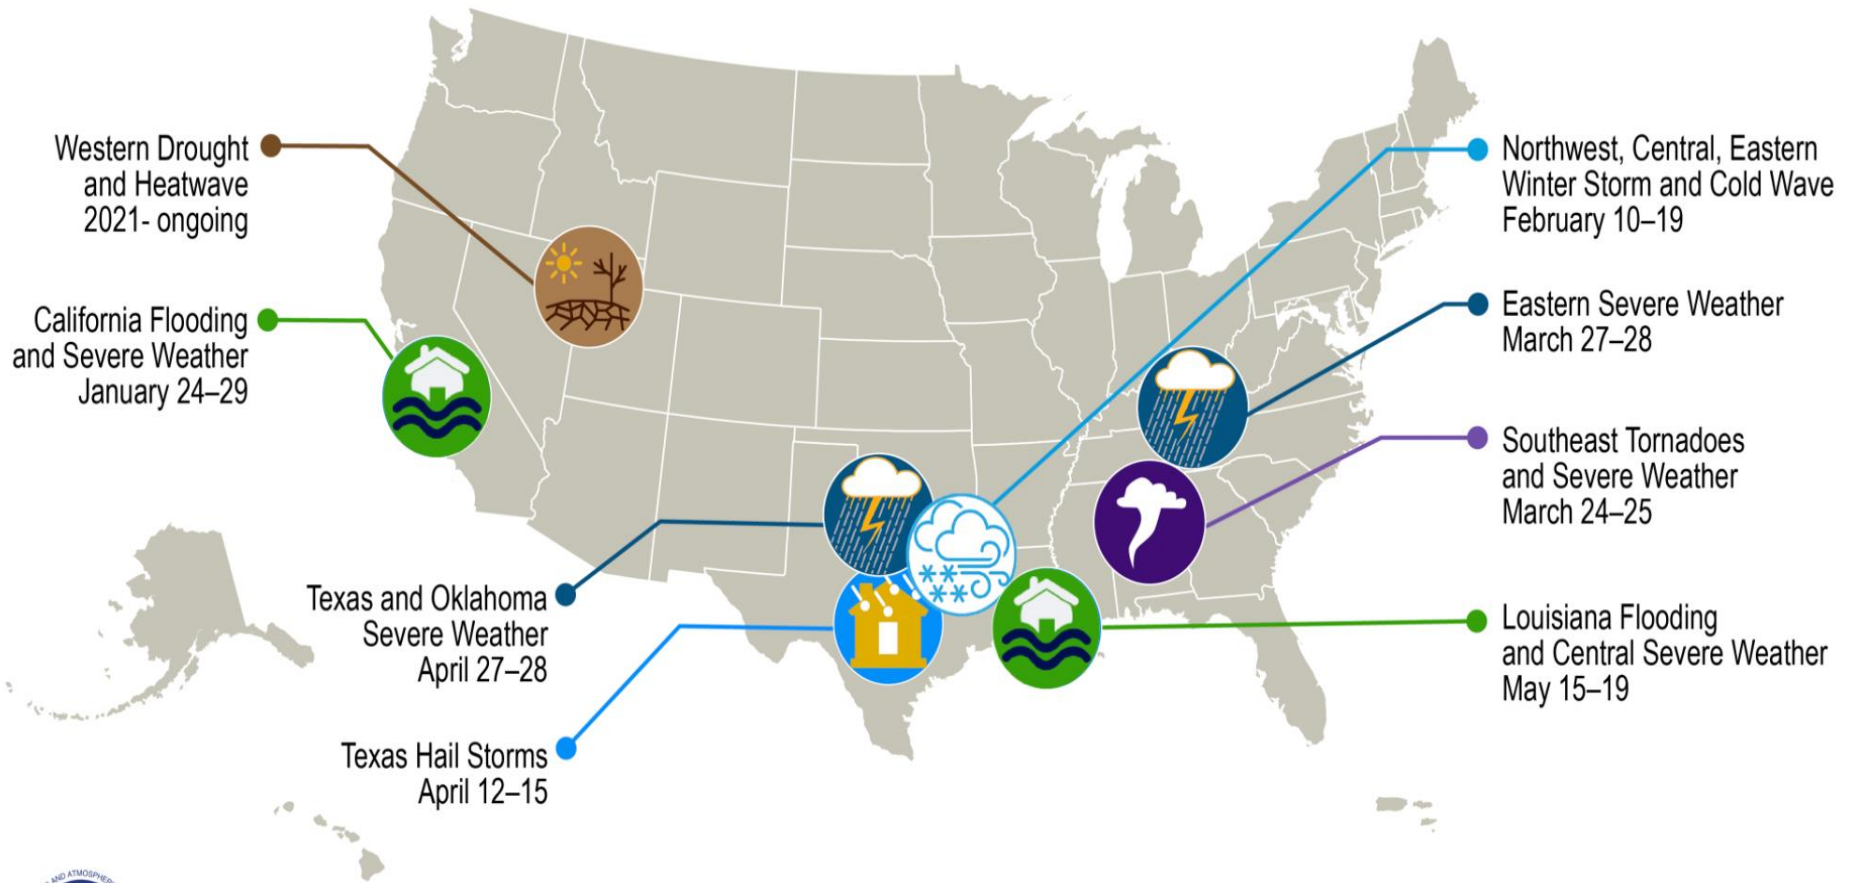 Western Drought
and Heatwave
2021- ongoing
California Flooding
and Severe Weather
January 24–29
Texas and Oklahoma
Severe Weather
April 27–28
Texas Hail Storms
April 12–15
Northwest, Central, Eastern
Winter Storm and Cold Wave
February 10–19
Eastern Severe Weather
March 27–28
Southeast Tornadoes
and Severe Weather
March 24–25
Louisiana Flooding
and Central Severe Weather
May 15–19
AND